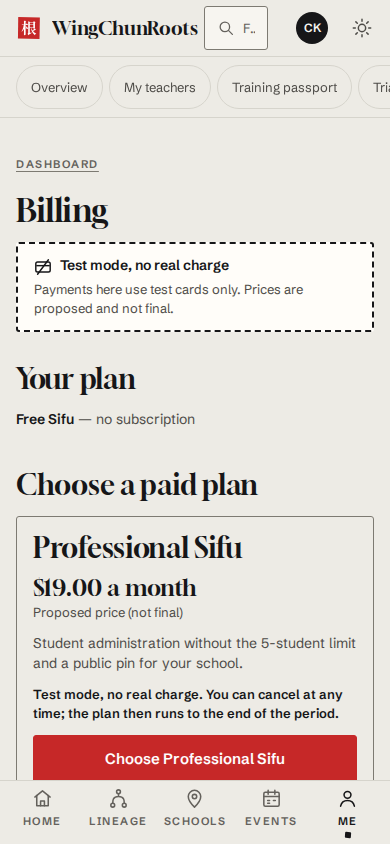 根 WingChunRoots F.. CK
Overview My teachers Training passport
DASHBOARD
Billing
Test mode, no real charge
Payments here use test cards only. Prices are
proposed and not final.
Your plan
Free Sifu — no subscription
Choose a paid plan
Professional Sifu
$19.00 a month
Proposed price (not final)
Student administration without the 5-student limit
and a public pin for your school.
Test mode, no real charge. You can cancel at any
time; the plan then runs to the end of the period.
Choose Professional Sifu
HOME LINEAGE SCHOOLS EVENTS ME